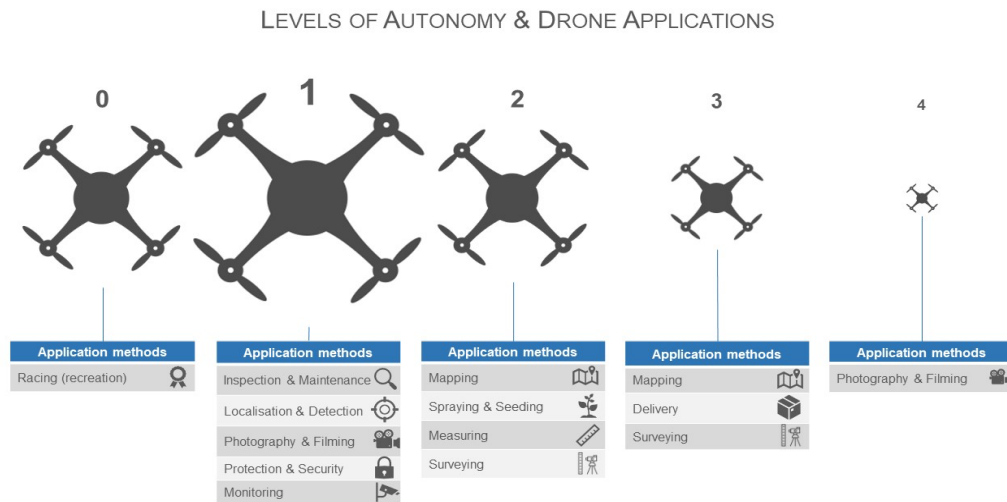 LEVELS OF AUTONOMY & DRONE APPLICATIONS
0
1
2
3
4
Application methods
Racing (recreation)
Application methods
Inspection & Maintenance
Localisation & Detection
Photography & Filming
Protection & Security
Monitoring
Application methods
Mapping
Spraying & Seeding
Measuring
Surveying
Application methods
Mapping
Delivery
Surveying
Application methods
Photography & Filming